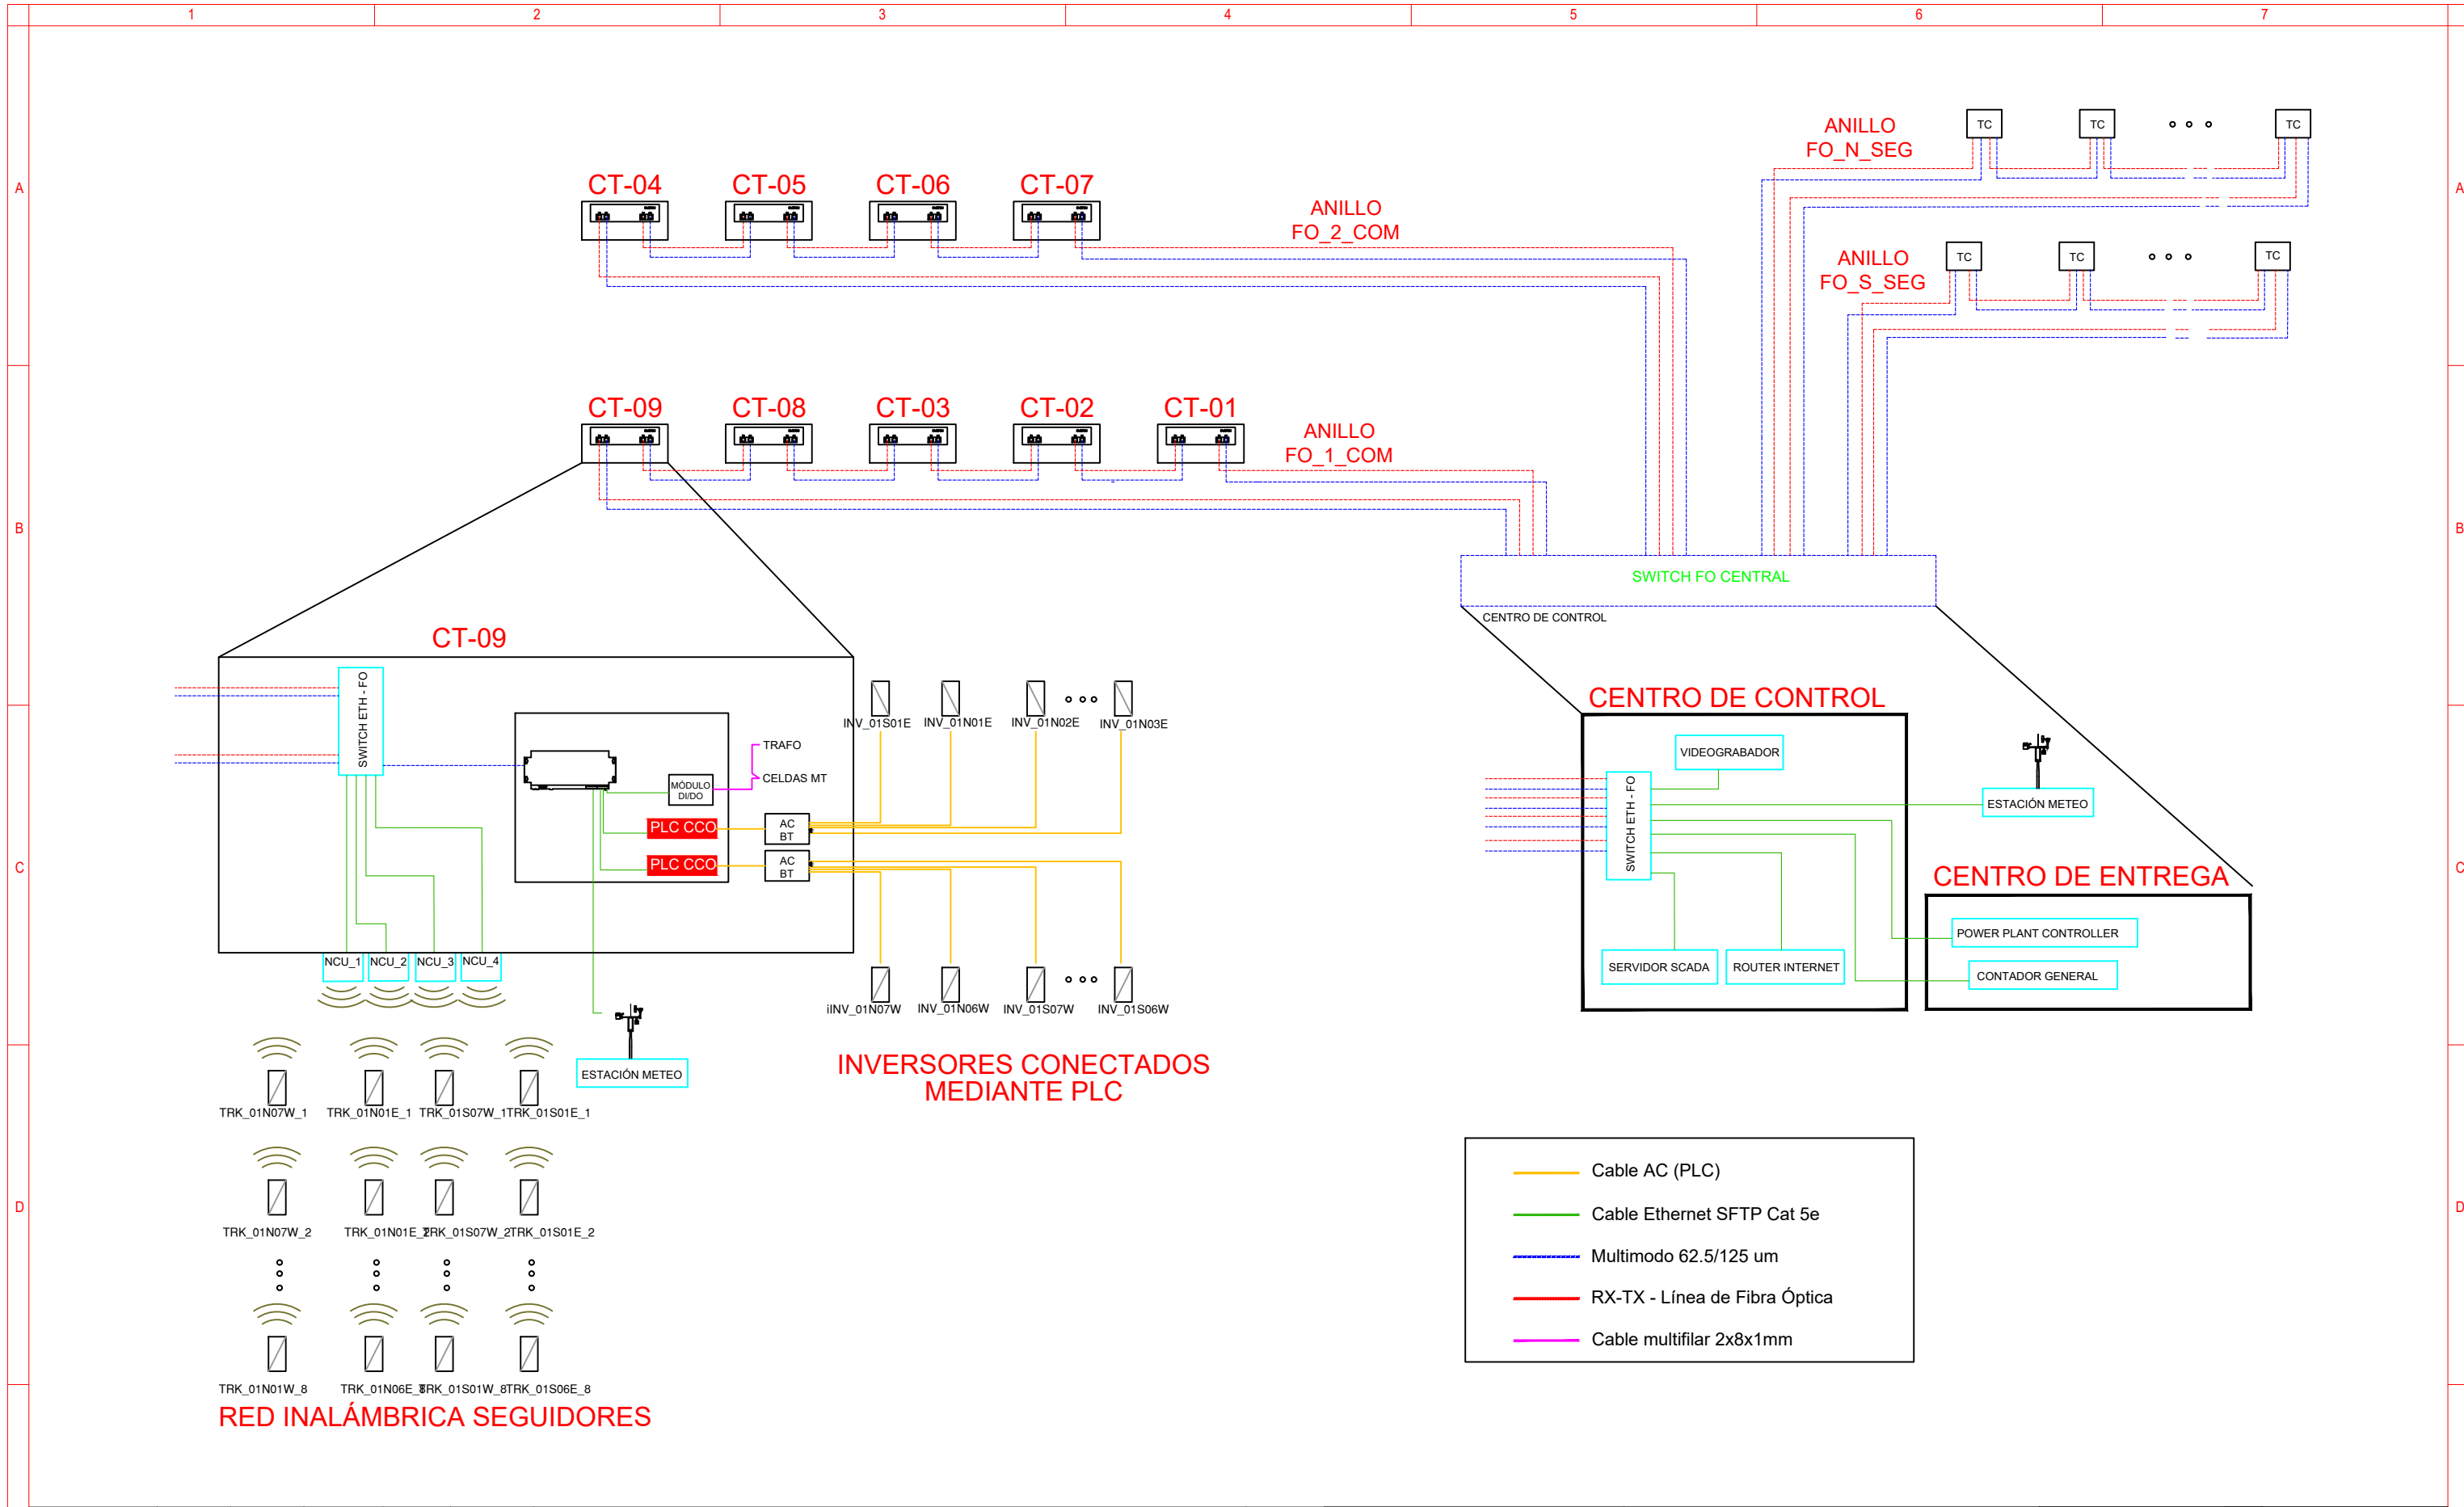 1 2 3 4 5 6 7
A
A
B
B
C
C
D
D
ANILLO
FO_N_SEG
TC TC TC
CT-04 CT-05 CT-06 CT-07
ANILLO
FO_2_COM
ANILLO
FO_S_SEG
TC TC TC
CT-09 CT-08 CT-03 CT-02 CT-01
ANILLO
FO_1_COM
SWITCH FO CENTRAL
CENTRO DE CONTROL
CT-09
SWITCH ETH - FO
MÓDULO
DI/DO
TRAFO
CELDAS MT
PLC CCO
AC
BT
PLC CCO
AC
BT
INV_01S01E INV_01N01E INV_01N02E INV_01N03E
iINV_01N07W INV_01N06W INV_01S07W INV_01S06W
INVERSORES CONECTADOS
MEDIANTE PLC
NCU_1 NCU_2 NCU_3 NCU_4
ESTACIÓN METEO
TRK_01N07W_1 TRK_01N01E_1 TRK_01S07W_1 TRK_01S01E_1
TRK_01N07W_2 TRK_01N01E_2 TRK_01S07W_2 TRK_01S01E_2
TRK_01N01W_8 TRK_01N06E_8 TRK_01S01W_8 TRK_01S06E_8
RED INALÁMBRICA SEGUIDORES
CENTRO DE CONTROL
VIDEOGRABADOR
SWITCH ETH - FO
SERVIDOR SCADA
ROUTER INTERNET
ESTACIÓN METEO
CENTRO DE ENTREGA
POWER PLANT CONTROLLER
CONTADOR GENERAL
Cable AC (PLC)
Cable Ethernet SFTP Cat 5e
Multimodo 62.5/125 um
RX-TX - Línea de Fibra Óptica
Cable multifilar 2x8x1mm